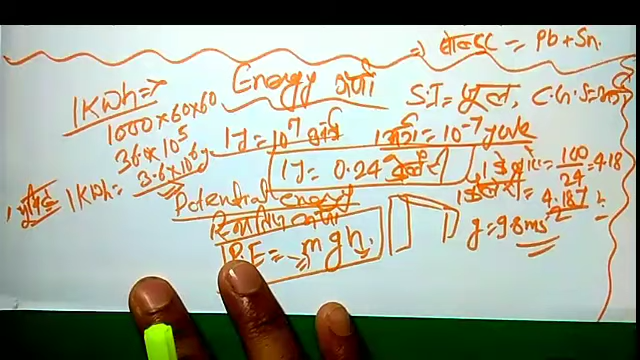 ⇒ सोल्डर = Pb + Sn.
Energy ऊर्जा
1KWh ⇒
1000×60×60
36×10⁵
3.6×10⁶ J
1 यूनिट 1KWh =
S.I = जूल, C.G.S = अर्ग
1J = 10⁷ अर्ग
1 अर्ग = 10⁻⁷ जूल
1J = 0.24 कैलोरी
1 कैलोरी = 100/24 = 4.18
1 कैलोरी = 4.187
Potential energy
स्थितिज ऊर्जा
P.E = mgh.
g = 9.8 ms⁻²